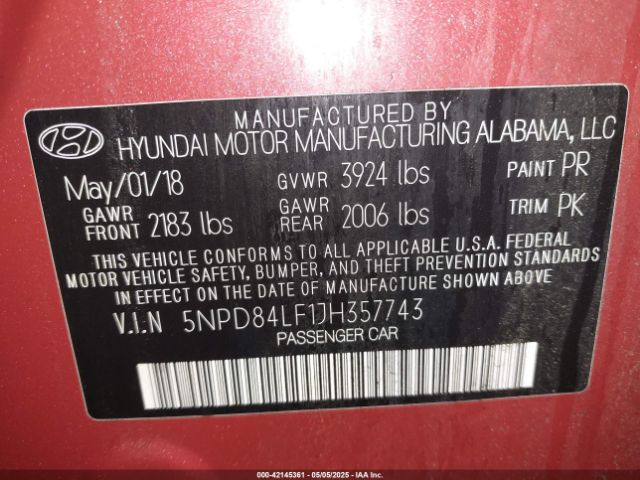 MANUFACTURED BY
HYUNDAI MOTOR MANUFACTURING ALABAMA, LLC
May/01/18 GVWR 3924 lbs PAINT PR
GAWR FRONT 2183 lbs GAWR REAR 2006 lbs TRIM PK
THIS VEHICLE CONFORMS TO ALL APPLICABLE U.S.A. FEDERAL
MOTOR VEHICLE SAFETY, BUMPER, AND THEFT PREVENTION STANDARDS
IN EFFECT ON THE DATE OF MANUFACTURE SHOWN ABOVE
V.I.N 5NPD84LF1JH357743
PASSENGER CAR
000-42145361 - 05/05/2025 - IAA Inc.